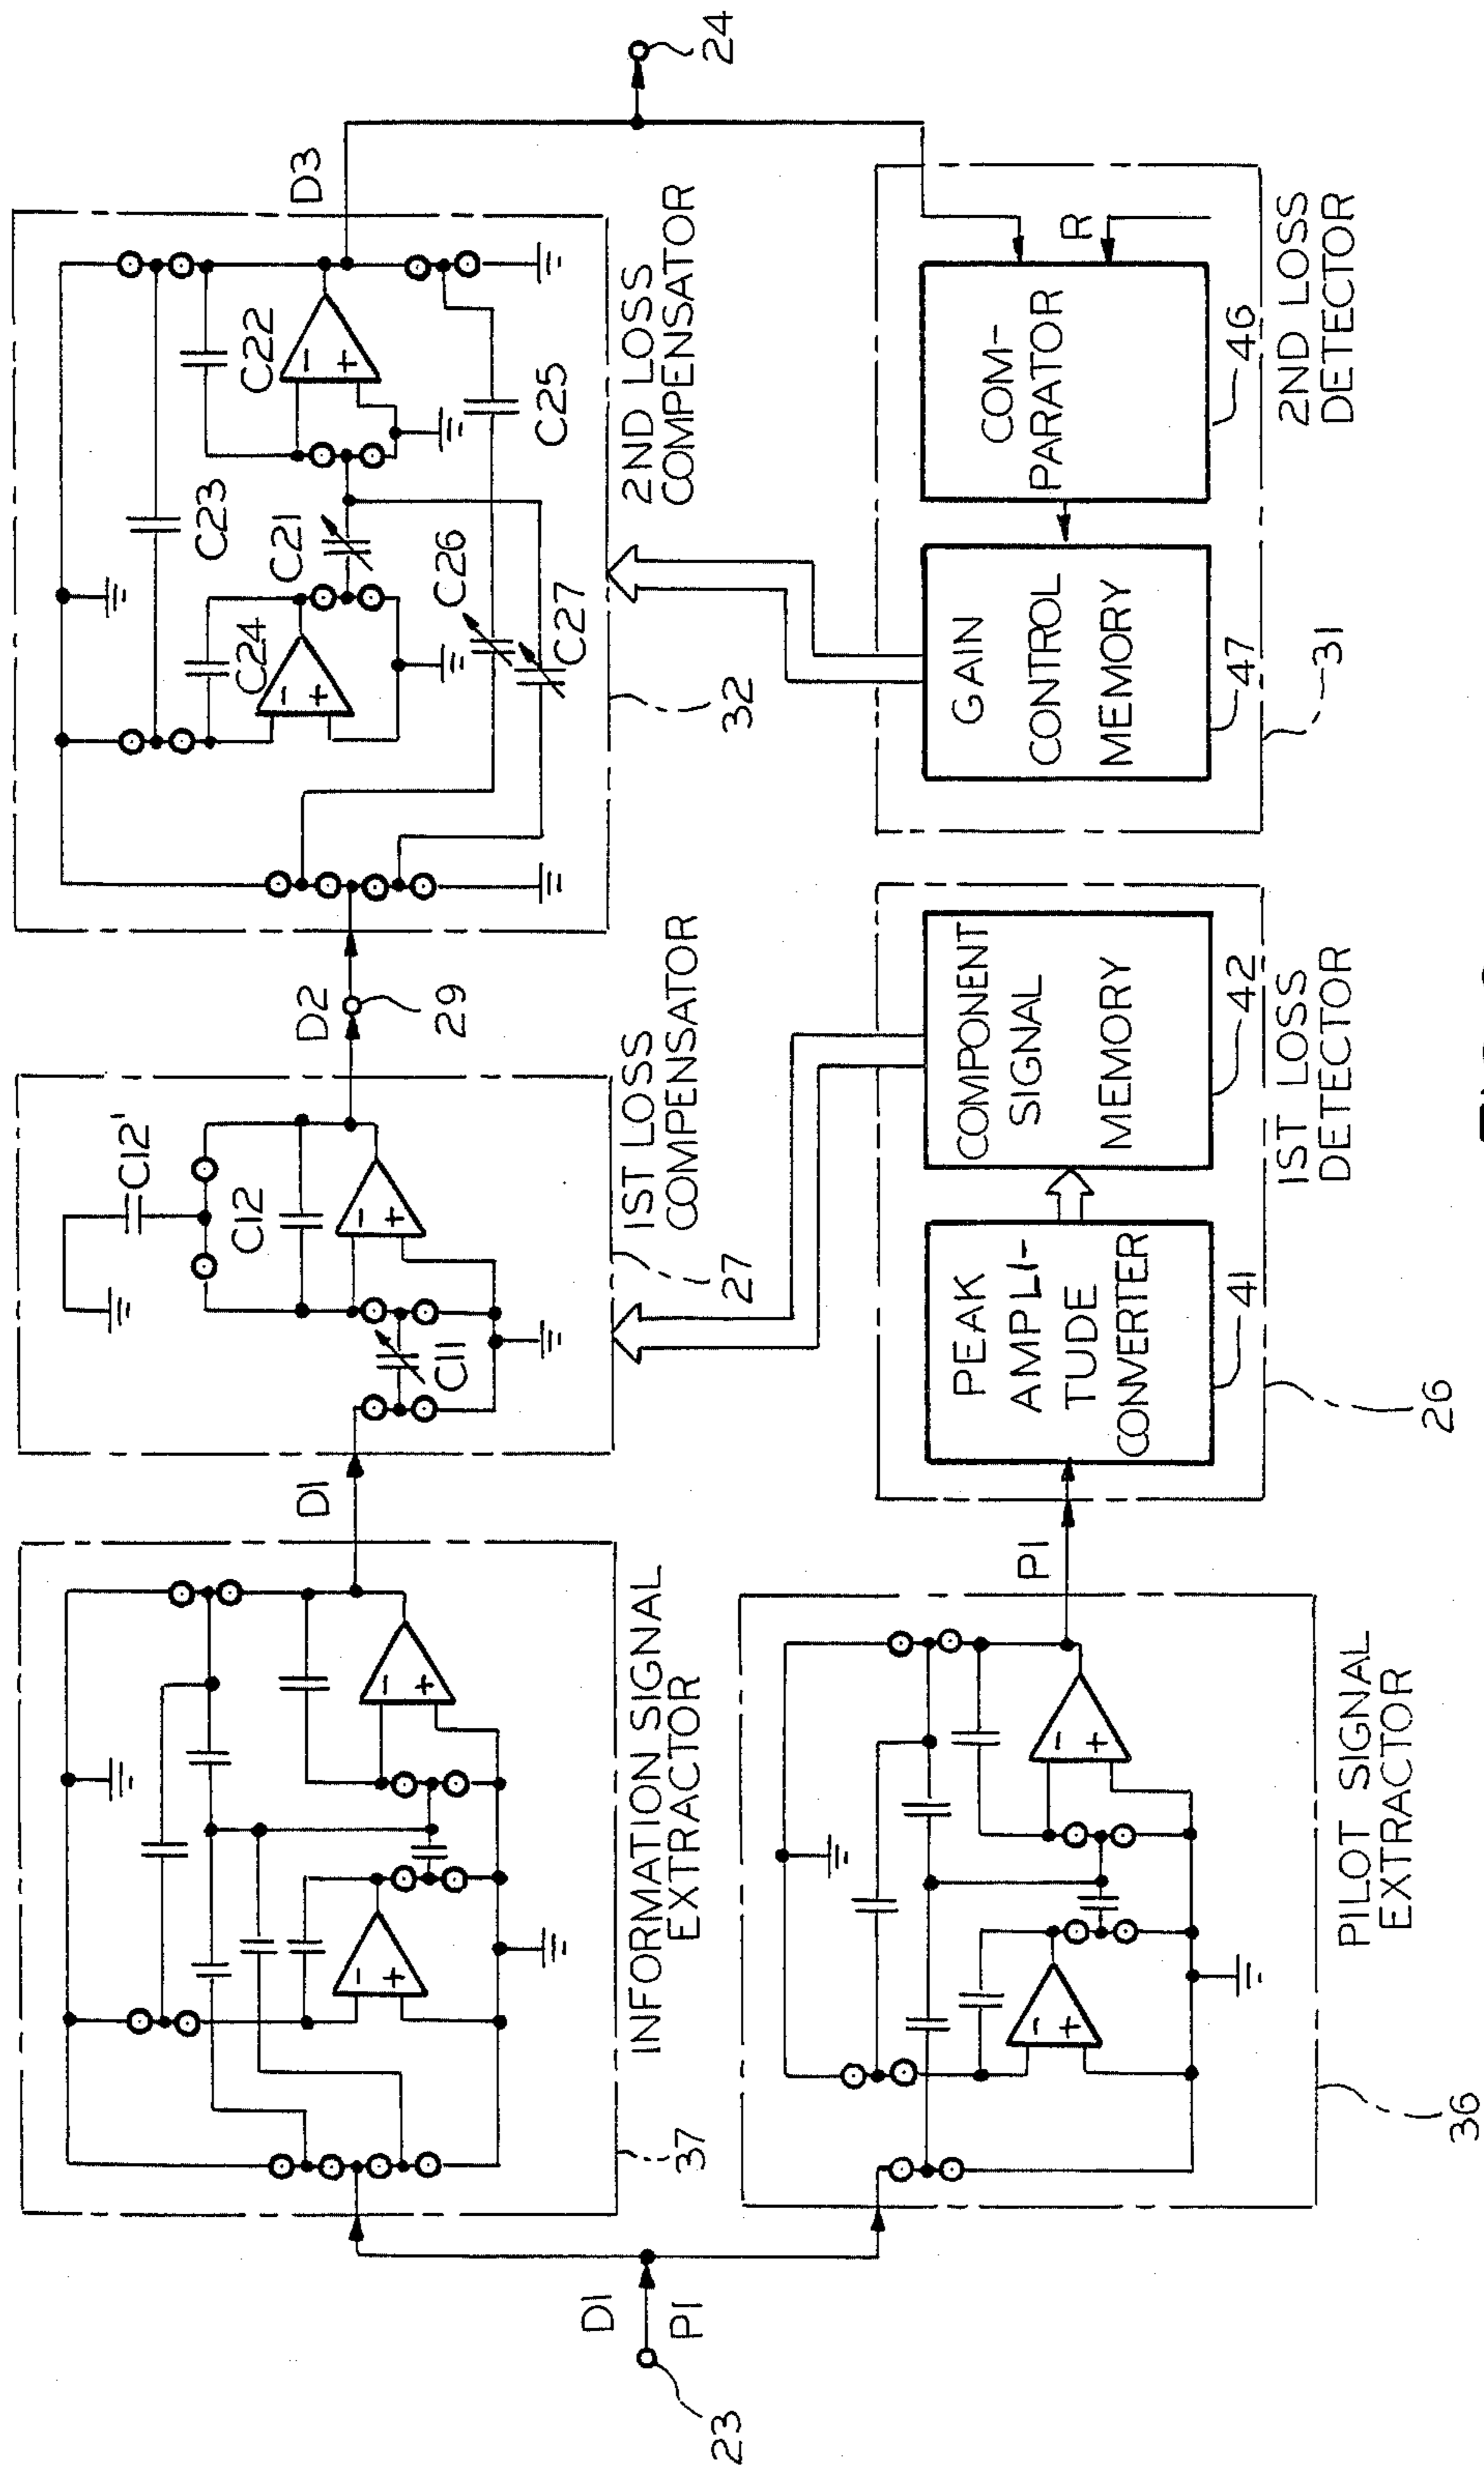 23
D1
P1
INFORMATION SIGNAL
EXTRACTOR
37
−
+
−
+
D1
1ST LOSS
COMPENSATOR
27
C11
C12
C12'
−
+
D2
29
2ND LOSS
COMPENSATOR
32
C21
C22
C23
C24
C25
C26
C27
−
+
−
+
D3
24
PILOT SIGNAL
EXTRACTOR
36
−
+
−
+
P1
PEAK
AMPLI-
TUDE
CONVERTER
41
COMPONENT
SIGNAL
MEMORY
42
1ST LOSS
DETECTOR
26
GAIN
CONTROL
MEMORY
47
COM-
PARATOR
46
R
2ND LOSS
DETECTOR
31